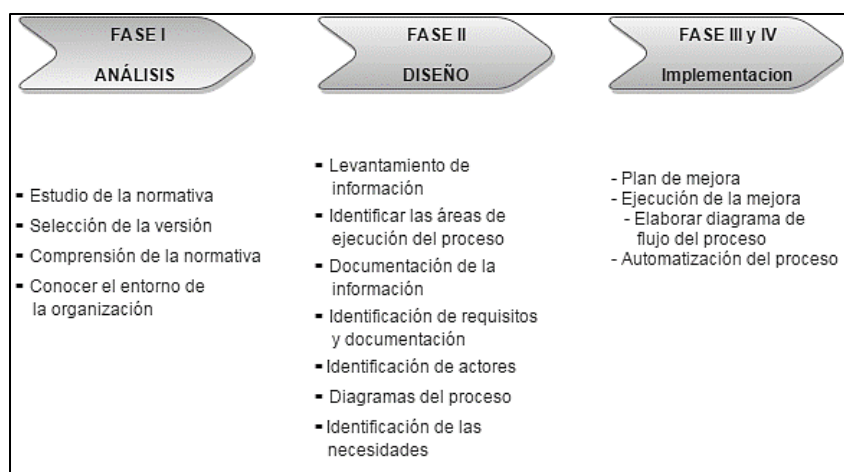 FASE I
ANÁLISIS
▪ Estudio de la normativa
▪ Selección de la versión
▪ Comprensión de la normativa
▪ Conocer el entorno de
la organización
FASE II
DISEÑO
▪ Levantamiento de
información
▪ Identificar las áreas de
ejecución del proceso
▪ Documentación de la
información
▪ Identificación de requisitos
y documentación
▪ Identificación de actores
▪ Diagramas del proceso
▪ Identificación de las
necesidades
FASE III y IV
Implementacion
- Plan de mejora
- Ejecución de la mejora
- Elaborar diagrama de
flujo del proceso
- Automatización del proceso